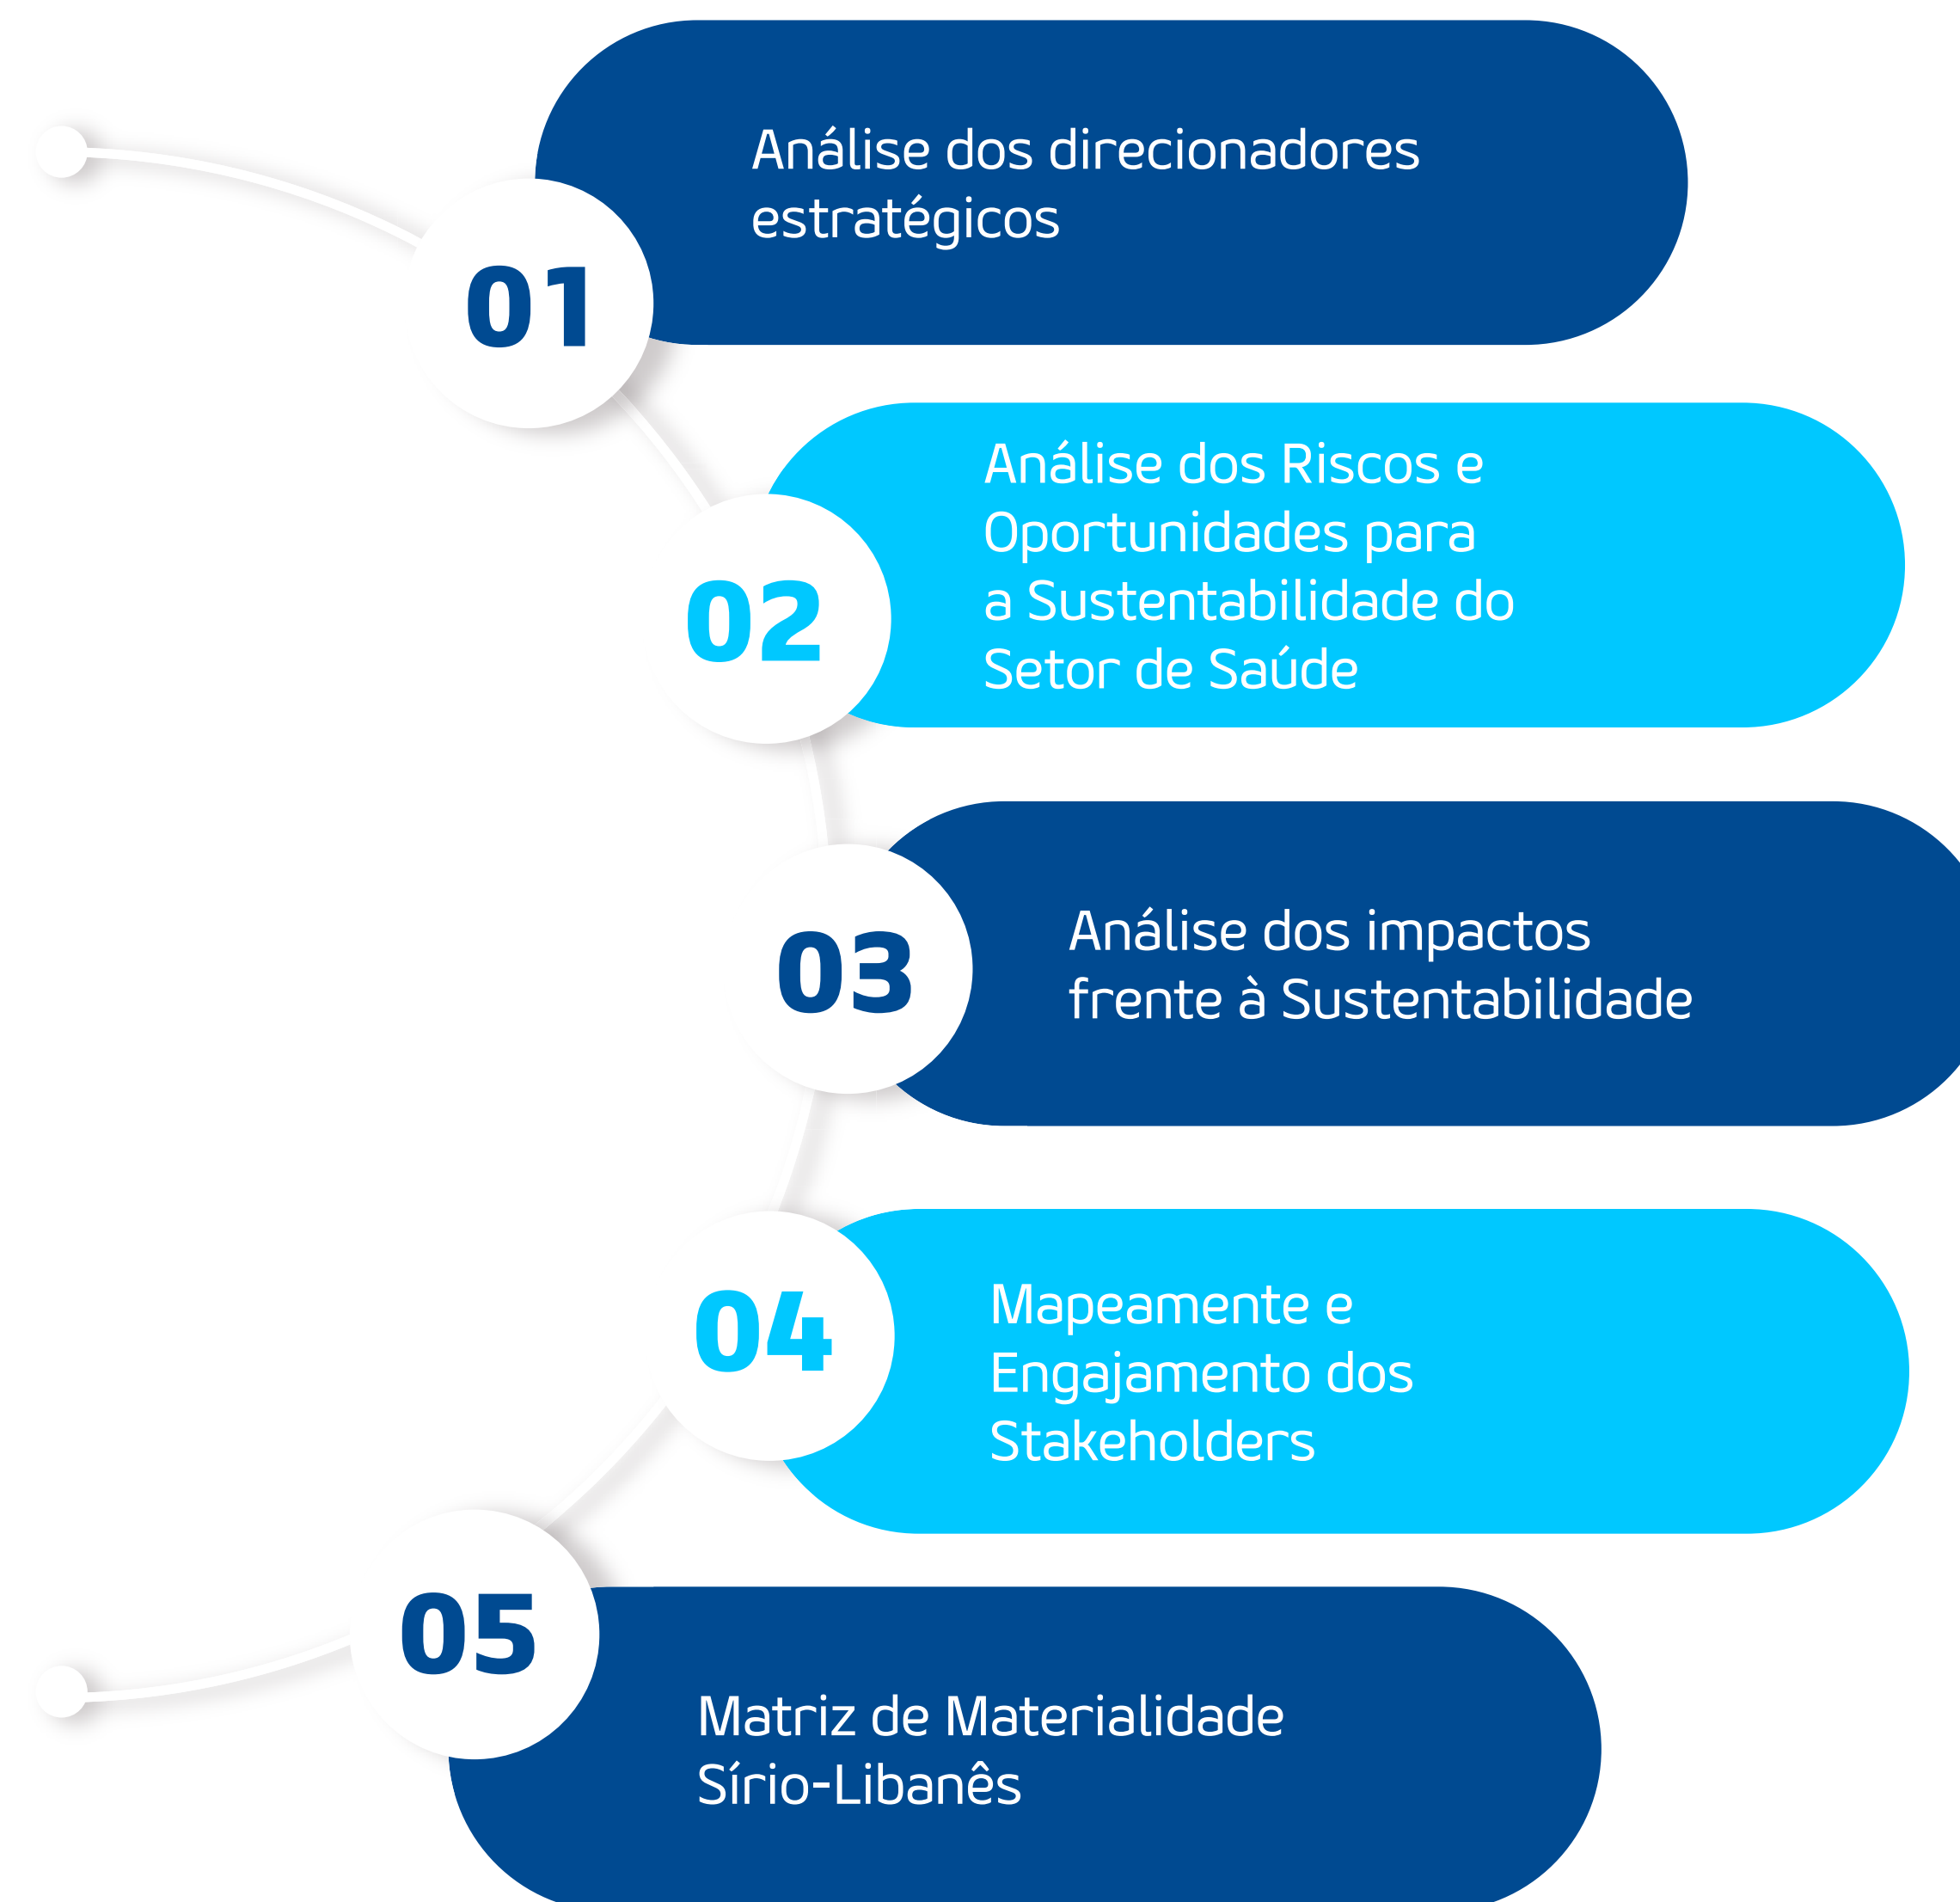 01
Análise dos direcionadores
estratégicos
02
Análise dos Riscos e
Oportunidades para
a Sustentabilidade do
Setor de Saúde
03
Análise dos impactos
frente à Sustentabilidade
04
Mapeamente e
Engajamento dos
Stakeholders
05
Matriz de Materialidade
Sírio-Libanês